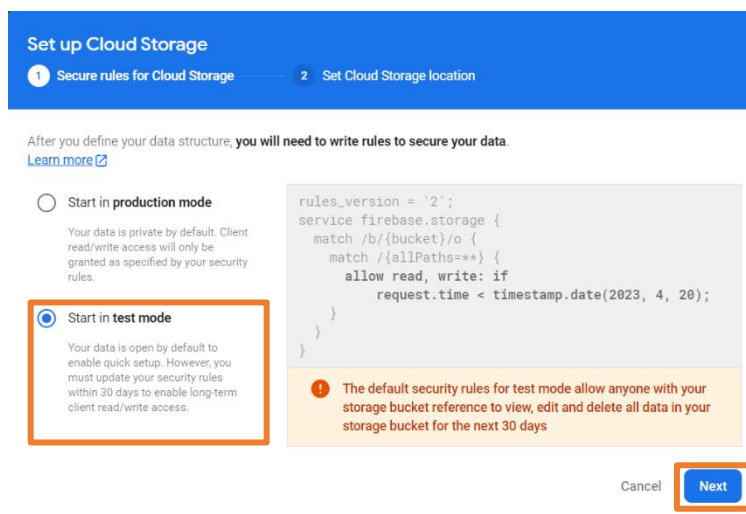 Set up Cloud Storage
1 Secure rules for Cloud Storage
2 Set Cloud Storage location
After you define your data structure, you will need to write rules to secure your data.
Learn more
Start in production mode
Your data is private by default. Client
read/write access will only be
granted as specified by your security
rules.
Start in test mode
Your data is open by default to
enable quick setup. However, you
must update your security rules
within 30 days to enable long-term
client read/write access.
rules_version = '2';
service firebase.storage {
match /b/{bucket}/o {
match /{allPaths=**} {
allow read, write: if
request.time < timestamp.date(2023, 4, 20);
}
}
}
The default security rules for test mode allow anyone with your
storage bucket reference to view, edit and delete all data in your
storage bucket for the next 30 days
Cancel
Next